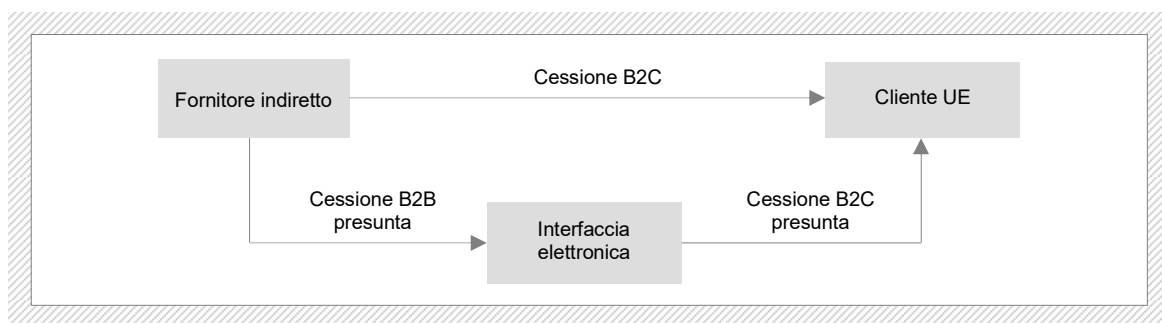 Cessione B2C
Fornitore indiretto
Cliente UE
Cessione B2B
presunta
Cessione B2C
presunta
Interfaccia
elettronica